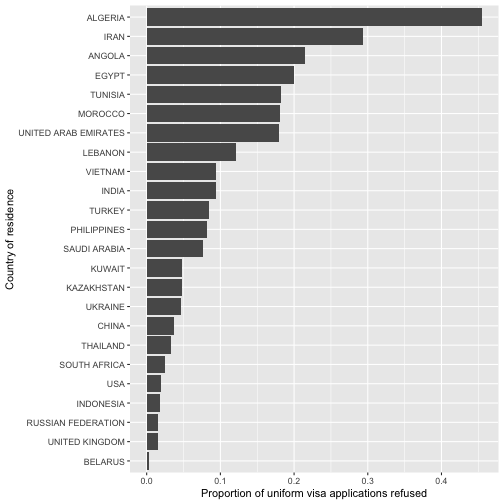 Country of residence
ALGERIA
IRAN
ANGOLA
EGYPT
TUNISIA
MOROCCO
UNITED ARAB EMIRATES
LEBANON
VIETNAM
INDIA
TURKEY
PHILIPPINES
SAUDI ARABIA
KUWAIT
KAZAKHSTAN
UKRAINE
CHINA
THAILAND
SOUTH AFRICA
USA
INDONESIA
RUSSIAN FEDERATION
UNITED KINGDOM
BELARUS
0.0 0.1 0.2 0.3 0.4
Proportion of uniform visa applications refused